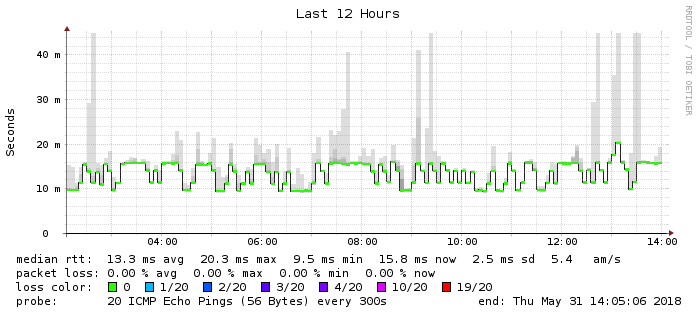 Last 12 Hours
RRDTOOL / TOBI OETIKER
Seconds
40 m
30 m
20 m
10 m
0
04:00 06:00 08:00 10:00 12:00 14:00
median rtt: 13.3 ms avg 20.3 ms max 9.5 ms min 15.8 ms now 2.5 ms sd 5.4 am/s
packet loss: 0.00 % avg 0.00 % max 0.00 % min 0.00 % now
loss color: 0 1/20 2/20 3/20 4/20 10/20 19/20
probe: 20 ICMP Echo Pings (56 Bytes) every 300s end: Thu May 31 14:05:06 2018